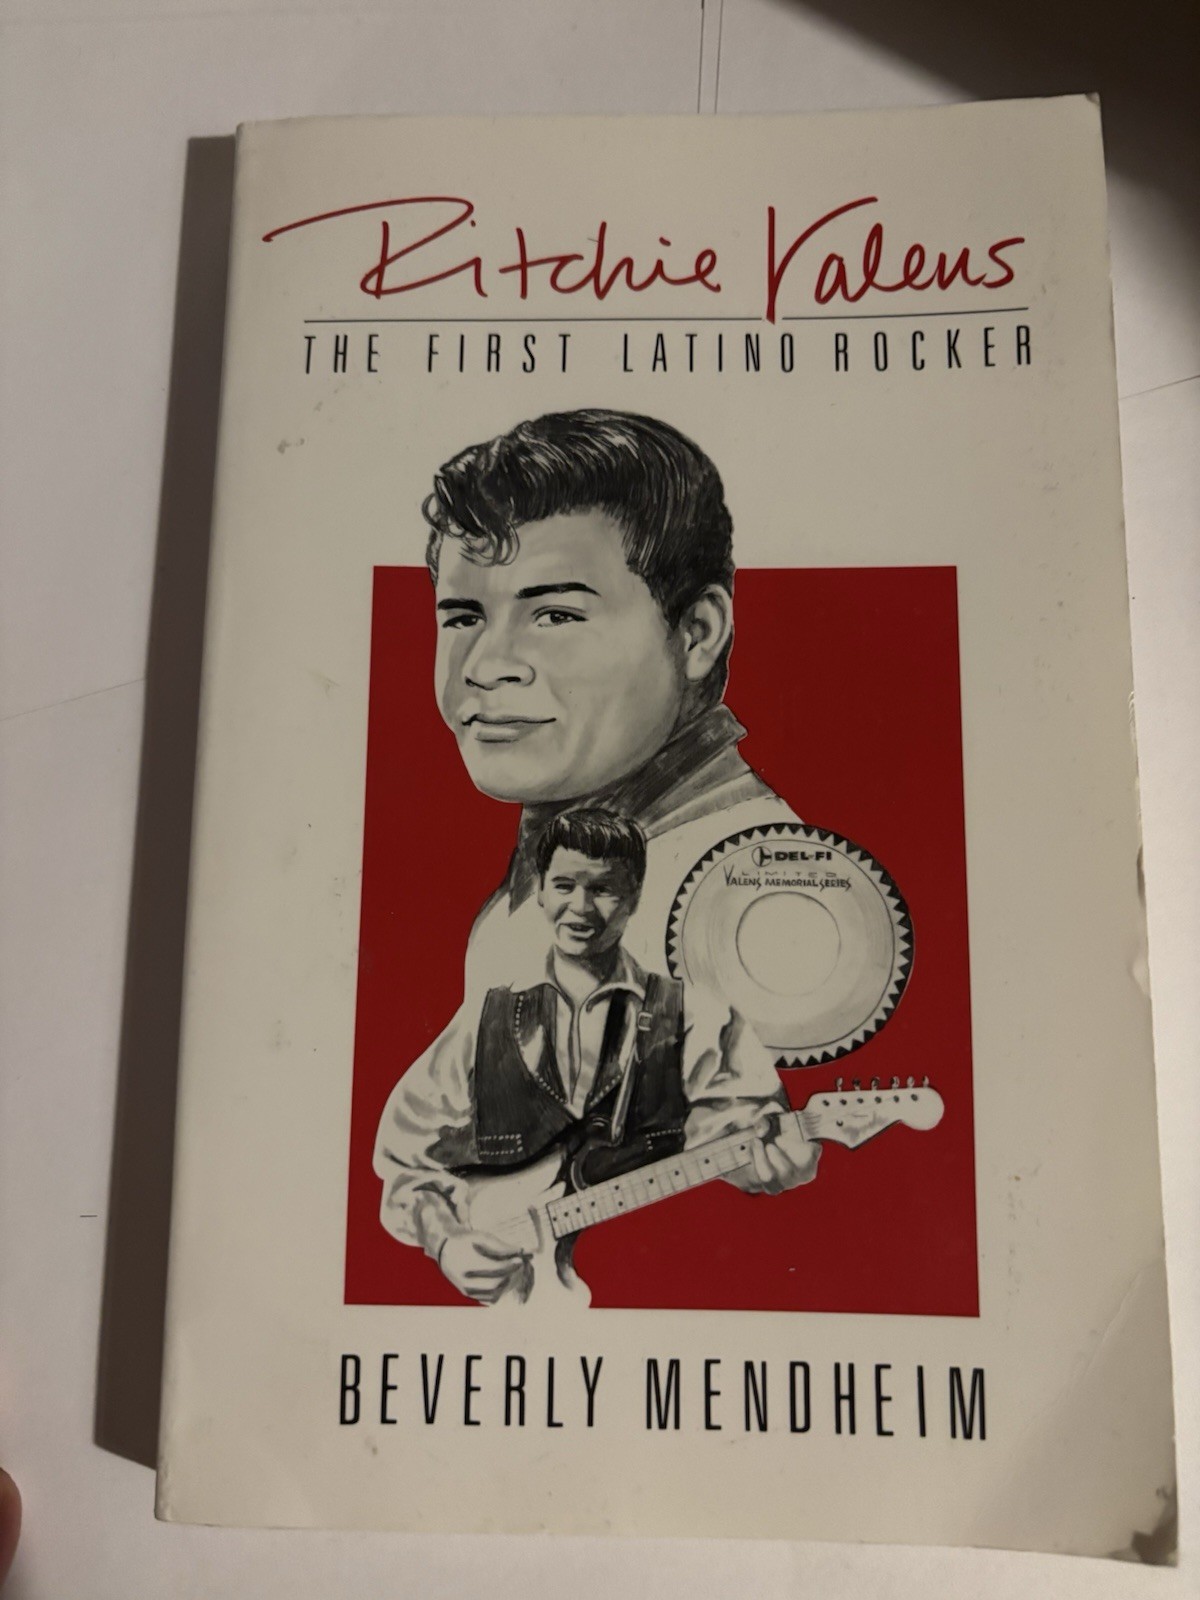 Ritchie Valens
THE FIRST LATINO ROCKER
DEL-FI
LIMITED
VALENS MEMORIAL SERIES
BEVERLY MENDHEIM